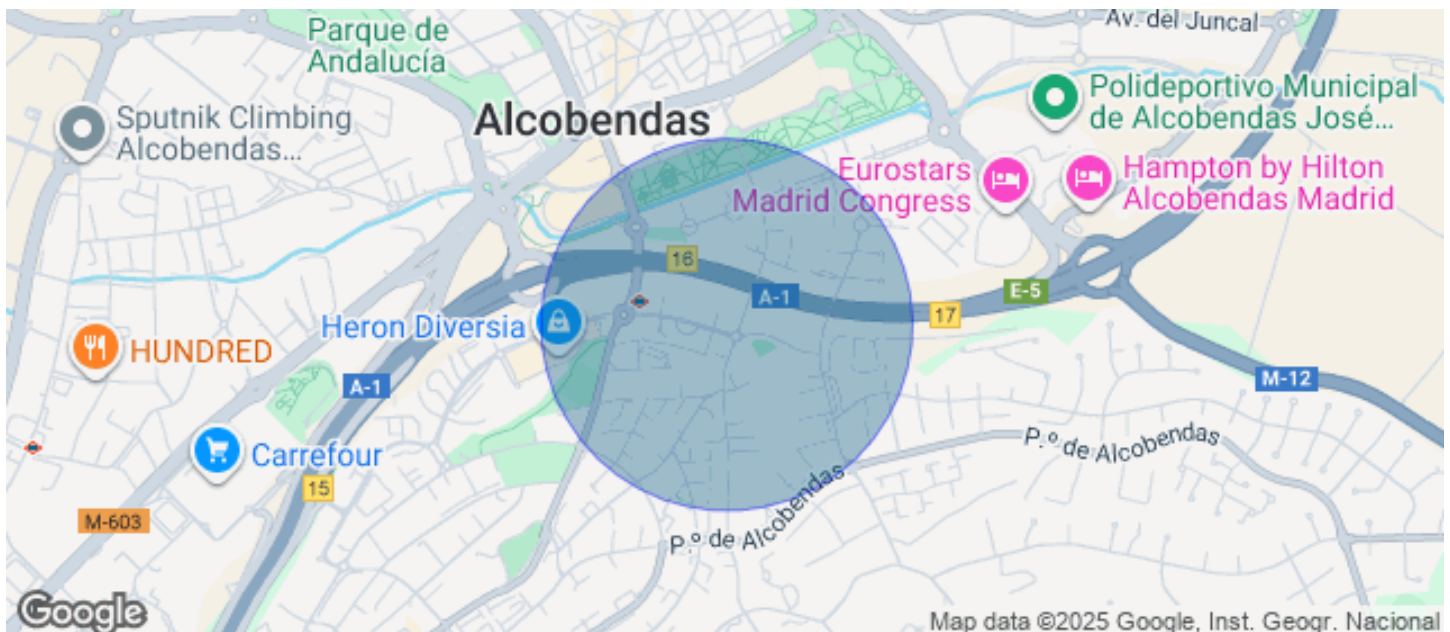 Parque de
Andalucía
Av. del Juncal
Sputnik Climbing
Alcobendas...
Alcobendas
Polideportivo Municipal
de Alcobendas José...
Eurostars
Madrid Congress
Hampton by Hilton
Alcobendas Madrid
16
A-1
E-5
17
Heron Diversia
HUNDRED
A-1
M-12
Carrefour
P.º de Alcobendas
15
M-603
P.º de Alcobendas
Google
Map data ©2025 Google, Inst. Geogr. Nacional